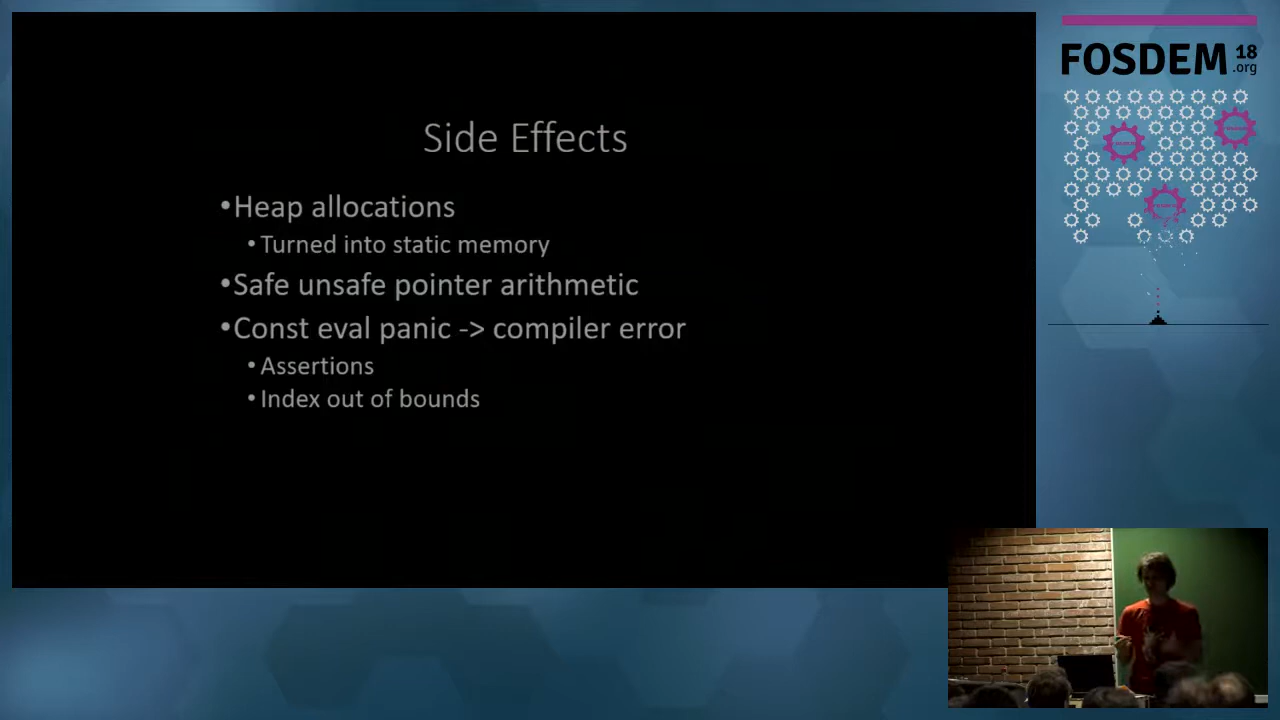 Side Effects
•Heap allocations
•Turned into static memory
•Safe unsafe pointer arithmetic
•Const eval panic -> compiler error
•Assertions
•Index out of bounds
FOSDEM 18
.org